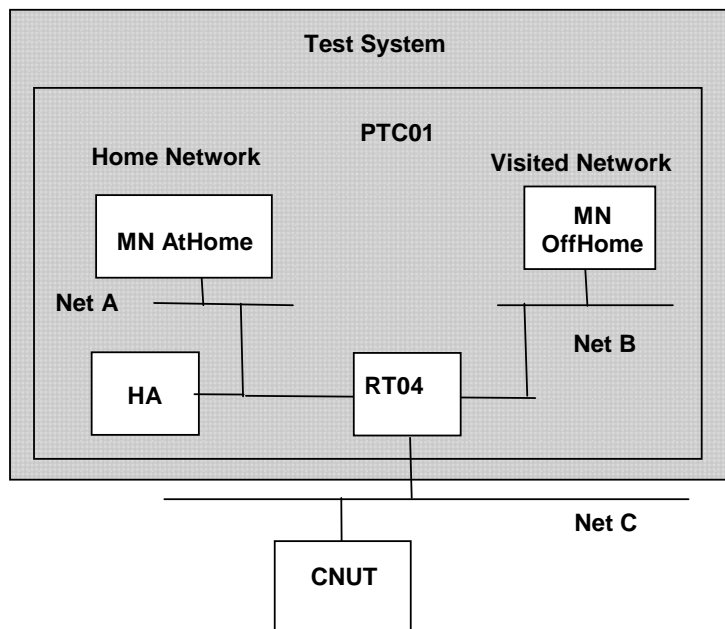 Test System
PTC01
Home Network
Visited Network
MN AtHome
MN
OffHome
Net A
Net B
HA
RT04
Net C
CNUT